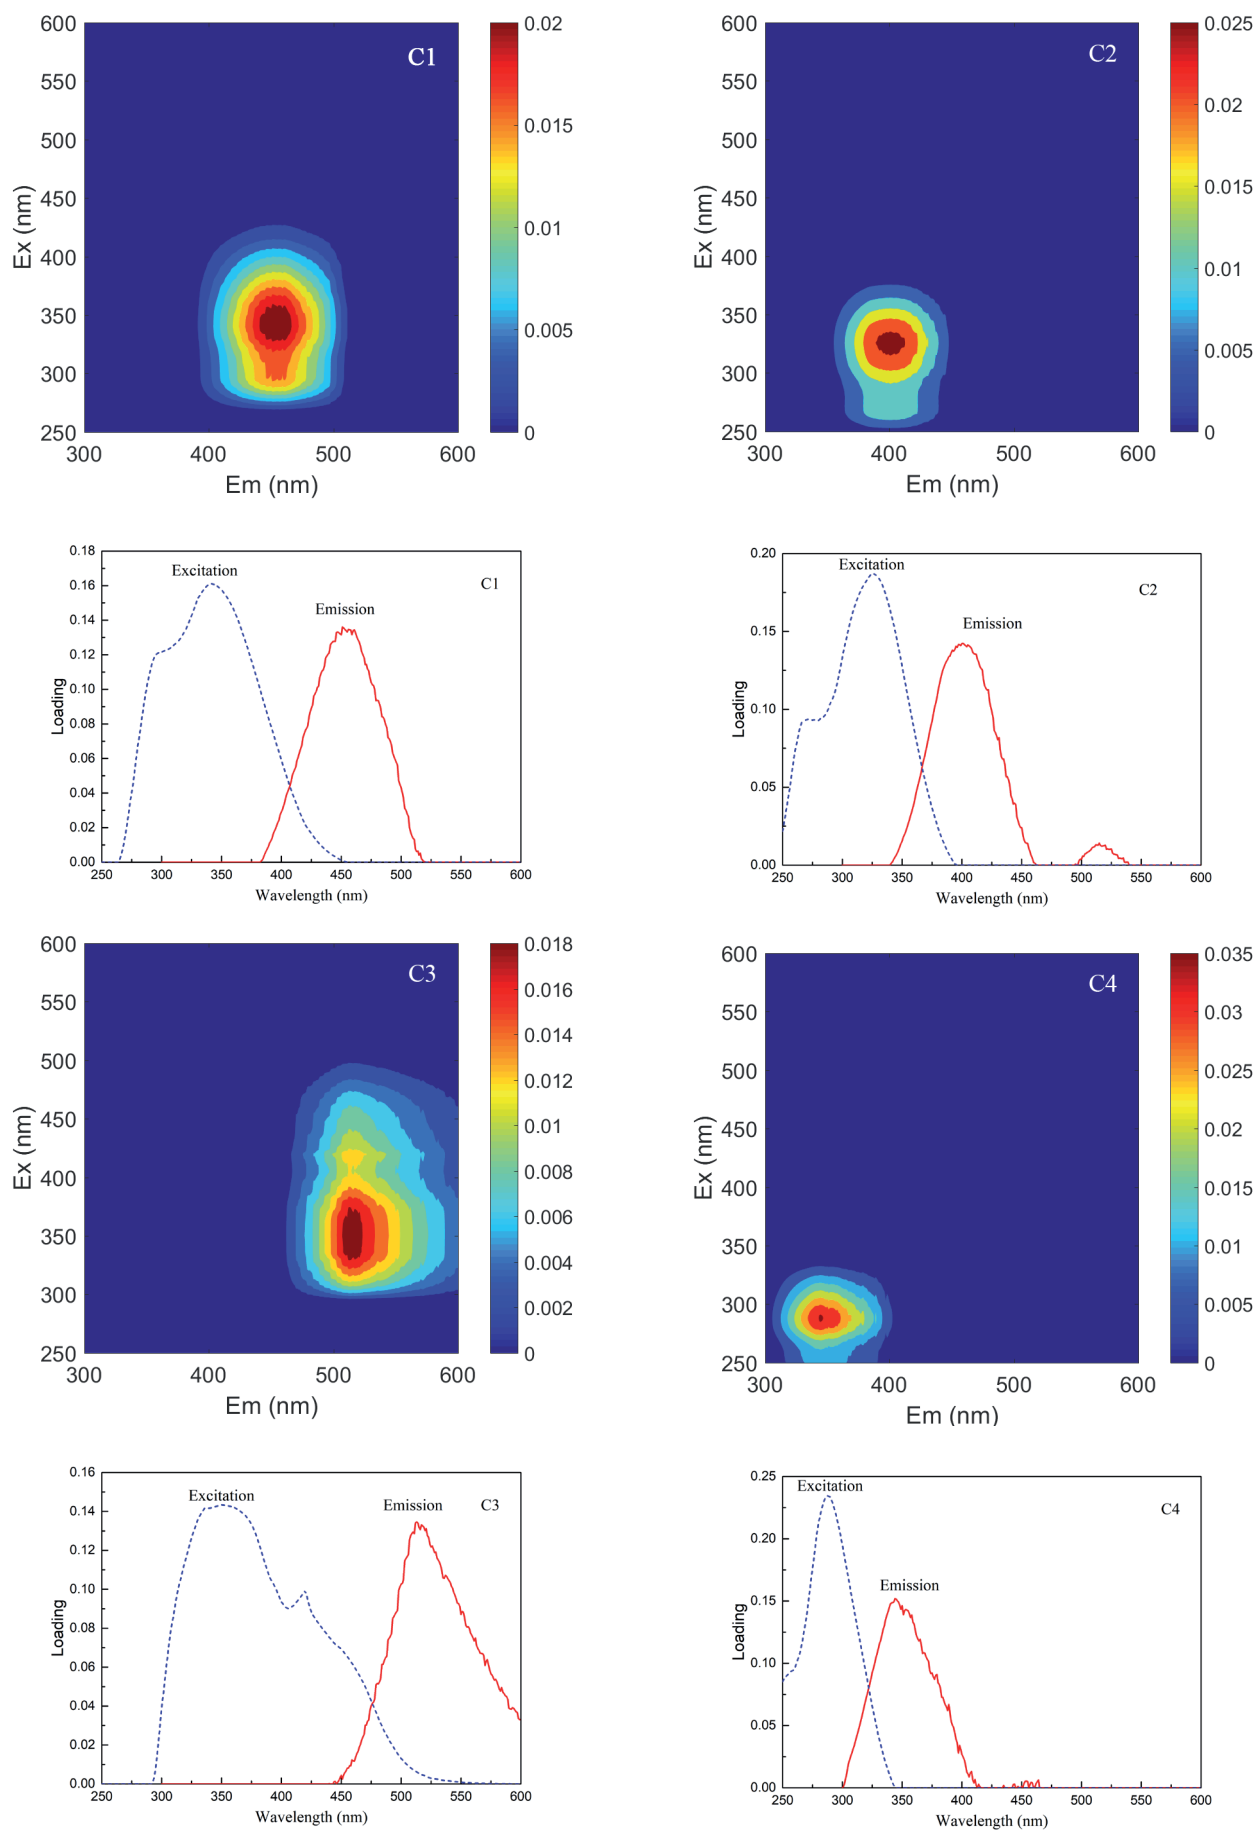 600
550
500
450
400
350
300
250
Ex (nm)
C1
300 400 500 600
Em (nm)
0.02
0.015
0.01
0.005
0
600
550
500
450
400
350
300
250
Ex (nm)
C2
300 400 500 600
Em (nm)
0.025
0.02
0.015
0.01
0.005
0
0.18
0.16
0.14
0.12
0.10
0.08
0.06
0.04
0.02
0.00
Loading
Excitation
Emission
C1
250 300 350 400 450 500 550 600
Wavelength (nm)
0.20
0.15
0.10
0.05
0.00
Loading
Excitation
Emission
C2
250 300 350 400 450 500 550 600
Wavelength (nm)
600
550
500
450
400
350
300
250
Ex (nm)
C3
300 400 500 600
Em (nm)
0.018
0.016
0.014
0.012
0.01
0.008
0.006
0.004
0.002
0
600
550
500
450
400
350
300
250
Ex (nm)
C4
300 400 500 600
Em (nm)
0.035
0.03
0.025
0.02
0.015
0.01
0.005
0
0.16
0.14
0.12
0.10
0.08
0.06
0.04
0.02
0.00
Loading
Excitation
Emission
C3
250 300 350 400 450 500 550 600
Wavelength (nm)
0.25
0.20
0.15
0.10
0.05
0.00
Loading
Excitation
Emission
C4
250 300 350 400 450 500 550 600
Wavelength (nm)